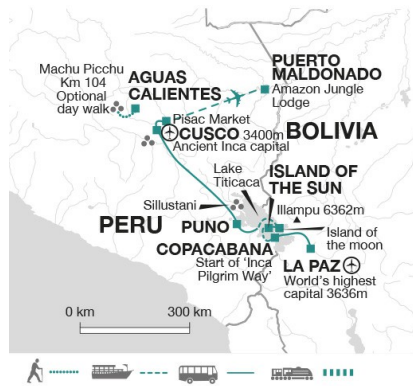 Machu Picchu
Km 104
Optional
day walk
AGUAS
CALIENTES
PUERTO
MALDONADO
Amazon Jungle
Lodge
Pisac Market
CUSCO 3400m
Ancient Inca capital
BOLIVIA
Lake
Titicaca
ISLAND OF
THE SUN
Sillustani
Illampu 6362m
PERU
PUNO
Island of
the moon
COPACABANA
Start of 'Inca
Pilgrim Way'
LA PAZ
World's highest
capital 3636m
0 km
300 km